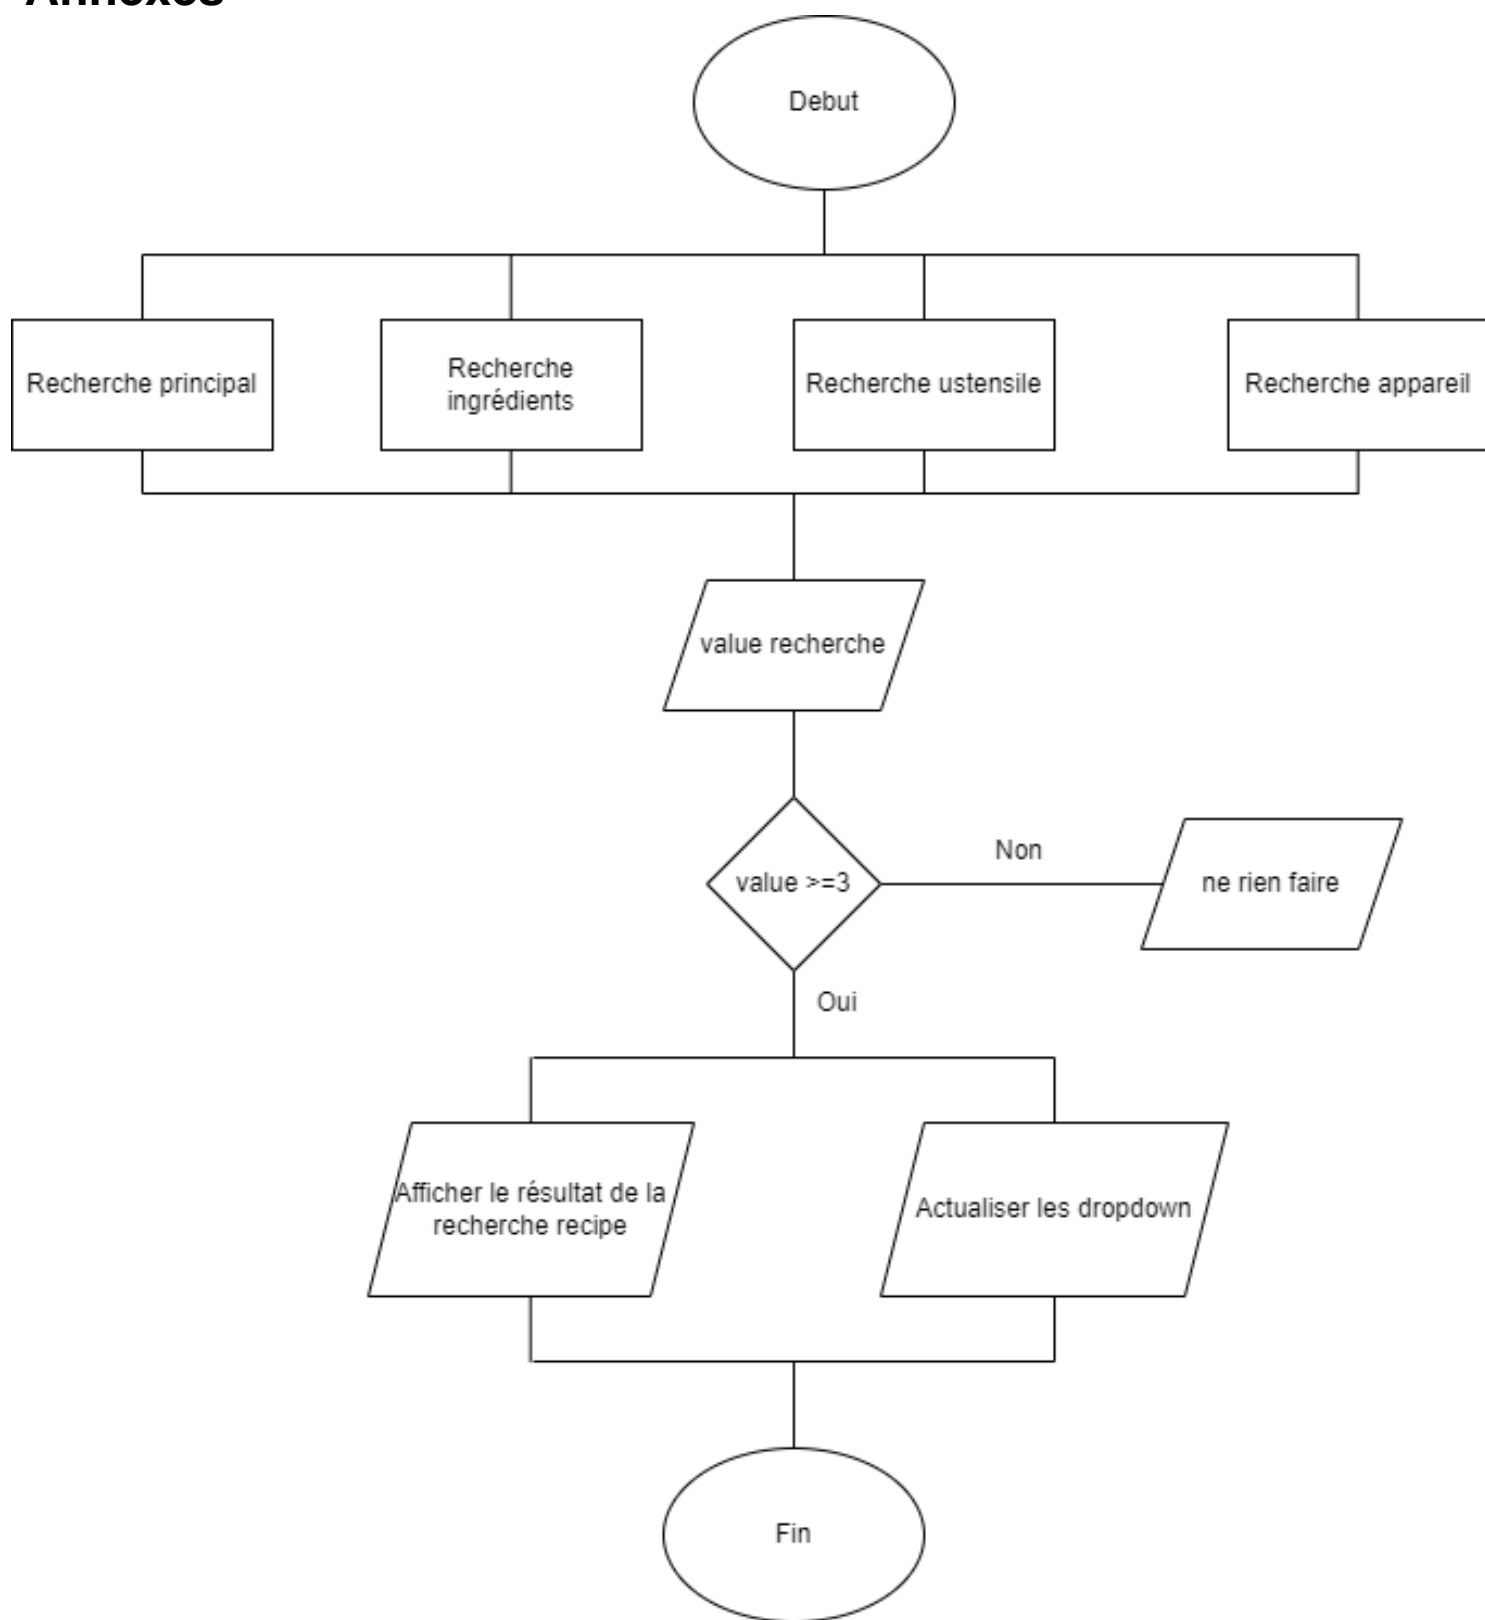 Annexes
Debut
Recherche principal
Recherche
ingrédients
Recherche ustensile
Recherche appareil
value recherche
value >=3
Non
ne rien faire
Oui
Afficher le résultat de la
recherche recipe
Actualiser les dropdown
Fin